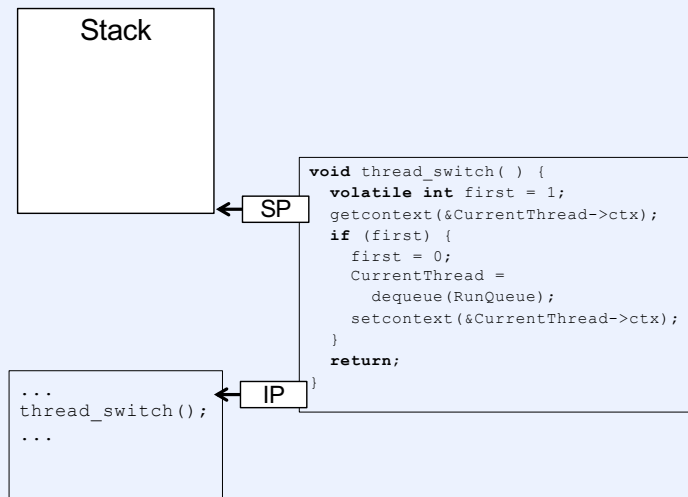 Stack
SP
void thread_switch( ) {
volatile int first = 1;
getcontext(&CurrentThread->ctx);
if (first) {
first = 0;
CurrentThread =
dequeue(RunQueue);
setcontext(&CurrentThread->ctx);
}
return;
}
IP
...
thread_switch();
...